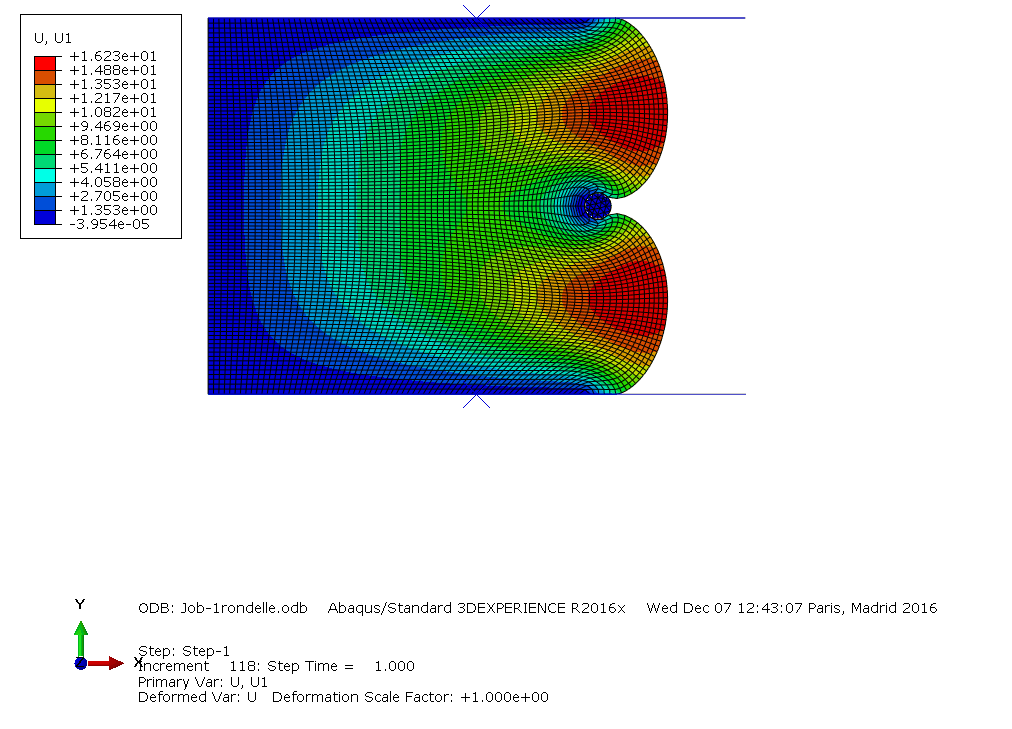 U, U1
+1.623e+01
+1.488e+01
+1.353e+01
+1.217e+01
+1.082e+01
+9.469e+00
+8.116e+00
+6.764e+00
+5.411e+00
+4.058e+00
+2.705e+00
+1.353e+00
-3.954e-05
Y
X
Z
ODB: Job-1rondelle.odb Abaqus/Standard 3DEXPERIENCE R2016x Wed Dec 07 12:43:07 Paris, Madrid 2016
Step: Step-1
Increment 118: Step Time = 1.000
Primary Var: U, U1
Deformed Var: U Deformation Scale Factor: +1.000e+00